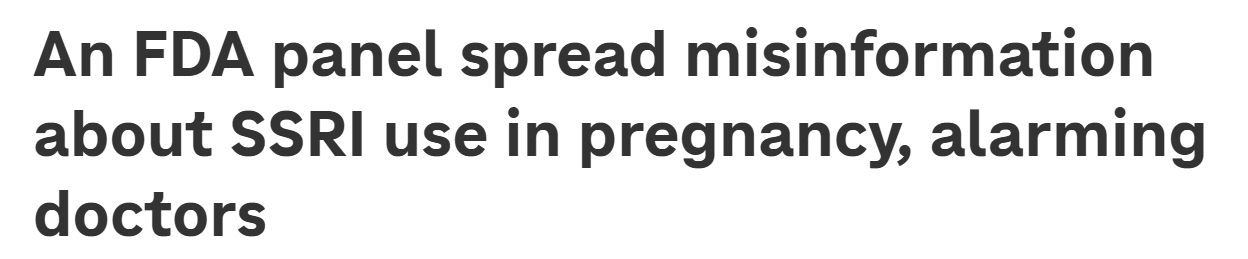 An FDA panel spread misinformation
about SSRI use in pregnancy, alarming
doctors